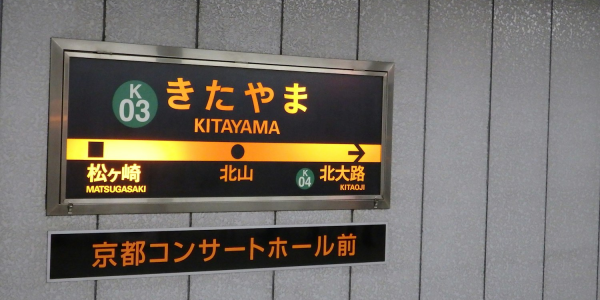 K
03 きたやま
KITAYAMA
松ヶ崎 北山 K 04 北大路
MATSUGASAKI KITAOJI
京都コンサートホール前